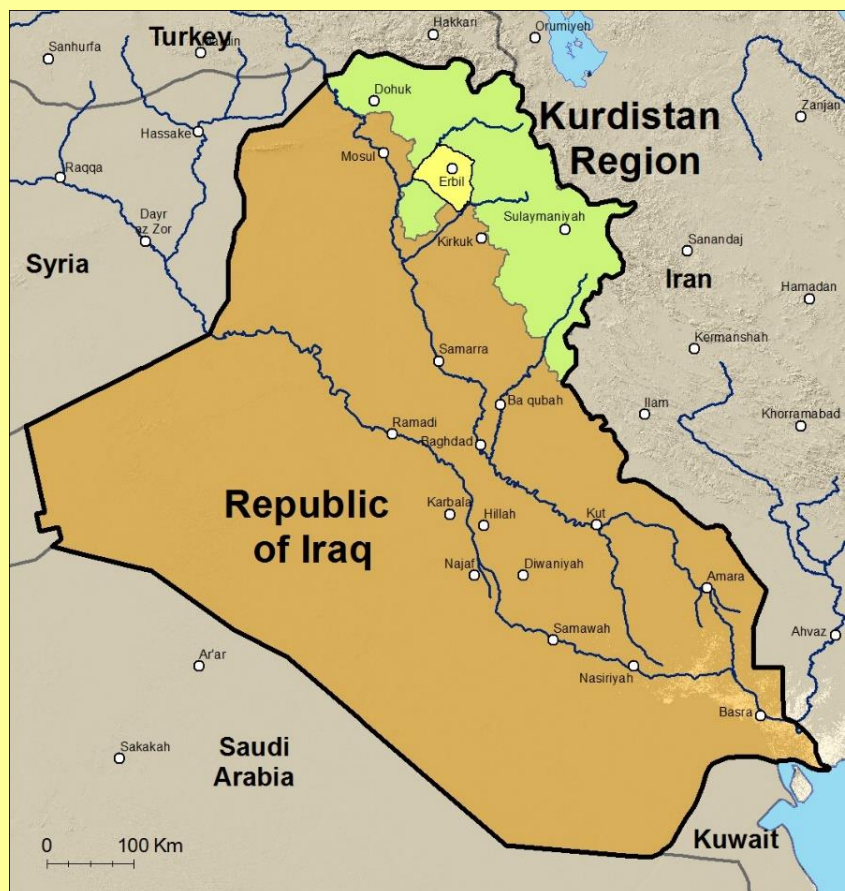 Hakkari
Orumiyeh
Turkey
Sanhurfa
Dohuk
Zanjan
Kurdistan
Region
Hassake
Mosul
Raqqa
Erbil
Dayr
az Zor
Sulaymaniyah
Kirkuk
Sanandaj
Syria
Iran
Hamadan
Kermanshah
Samarra
Ilam
Ba qubah
Khorramabad
Ramadi
Baghdad
Republic
of Iraq
Karbala
Hillah
Kut
Najaf
Diwaniyah
Amara
Samawah
Ahvaz
Ar'ar
Nasiriyah
Basra
Sakakah
Saudi
Arabia
Kuwait
0 100 Km